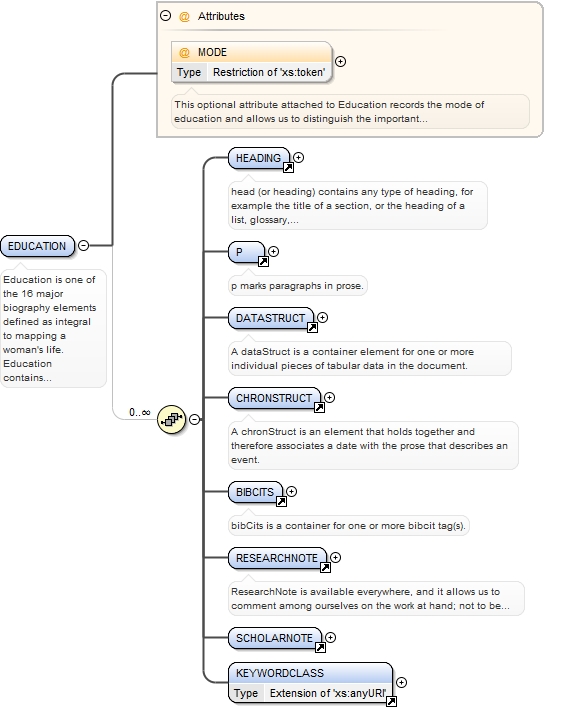 @ Attributes
@ MODE
Type Restriction of 'xs:token'
This optional attribute attached to Education records the mode of
education and allows us to distinguish the important...
HEADING
head (or heading) contains any type of heading, for
example the title of a section, or the heading of a
list, glossary,...
P
p marks paragraphs in prose.
EDUCATION
Education is one of
the 16 major
biography elements
defined as integral
to mapping a
woman's life.
Education
contains...
DATASTRUCT
A dataStruct is a container element for one or more
individual pieces of tabular data in the document.
CHRONSTRUCT
0..∞
A chronStruct is an element that holds together and
therefore associates a date with the prose that describes an
event.
BIBCITS
bibCits is a container for one or more bibcit tag(s).
RESEARCHNOTE
ResearchNote is available everywhere, and it allows us to
comment among ourselves on the work at hand; not to be...
SCHOLARNOTE
KEYWORDCLASS
Type Extension of 'xs:anyURI'